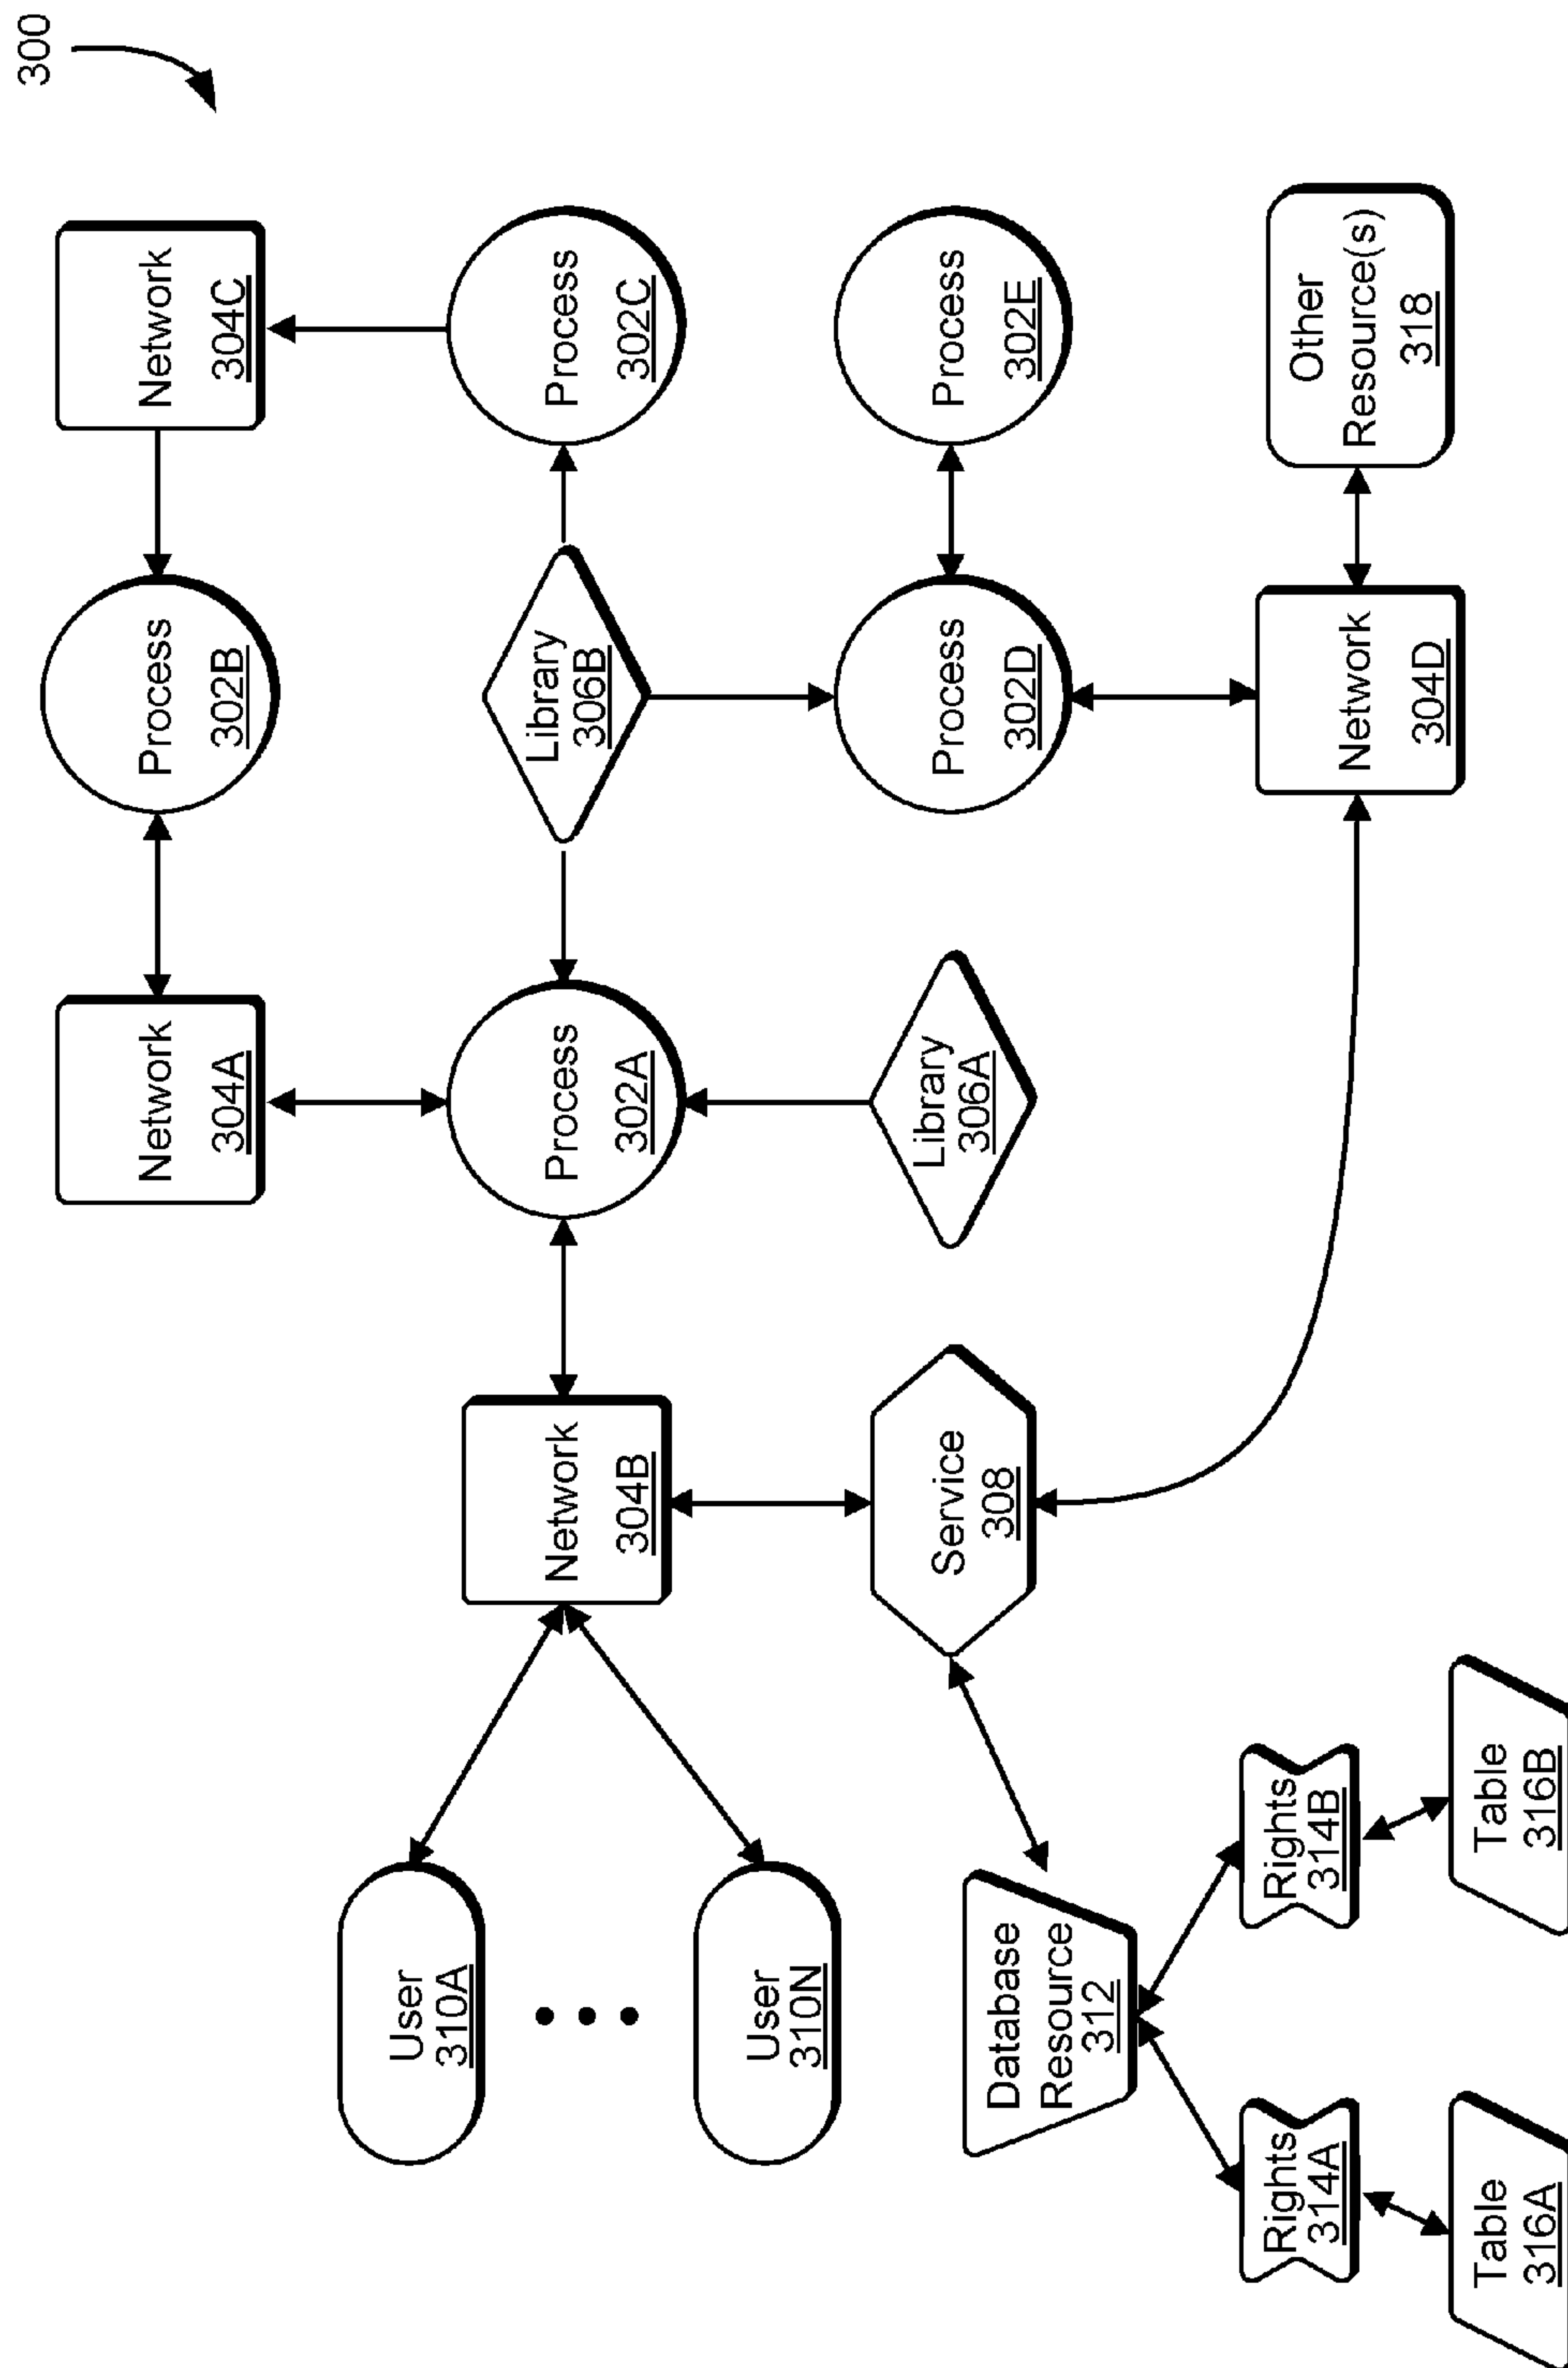 300
Network
304A
Process
302B
Network
304C
User
310A
Network
304B
Process
302A
Library
306B
Process
302C
User
310N
Database
Resource
312
Service
308
Library
306A
Process
302D
Process
302E
Rights
314A
Rights
314B
Network
304D
Other
Resource(s)
318
Table
316A
Table
316B